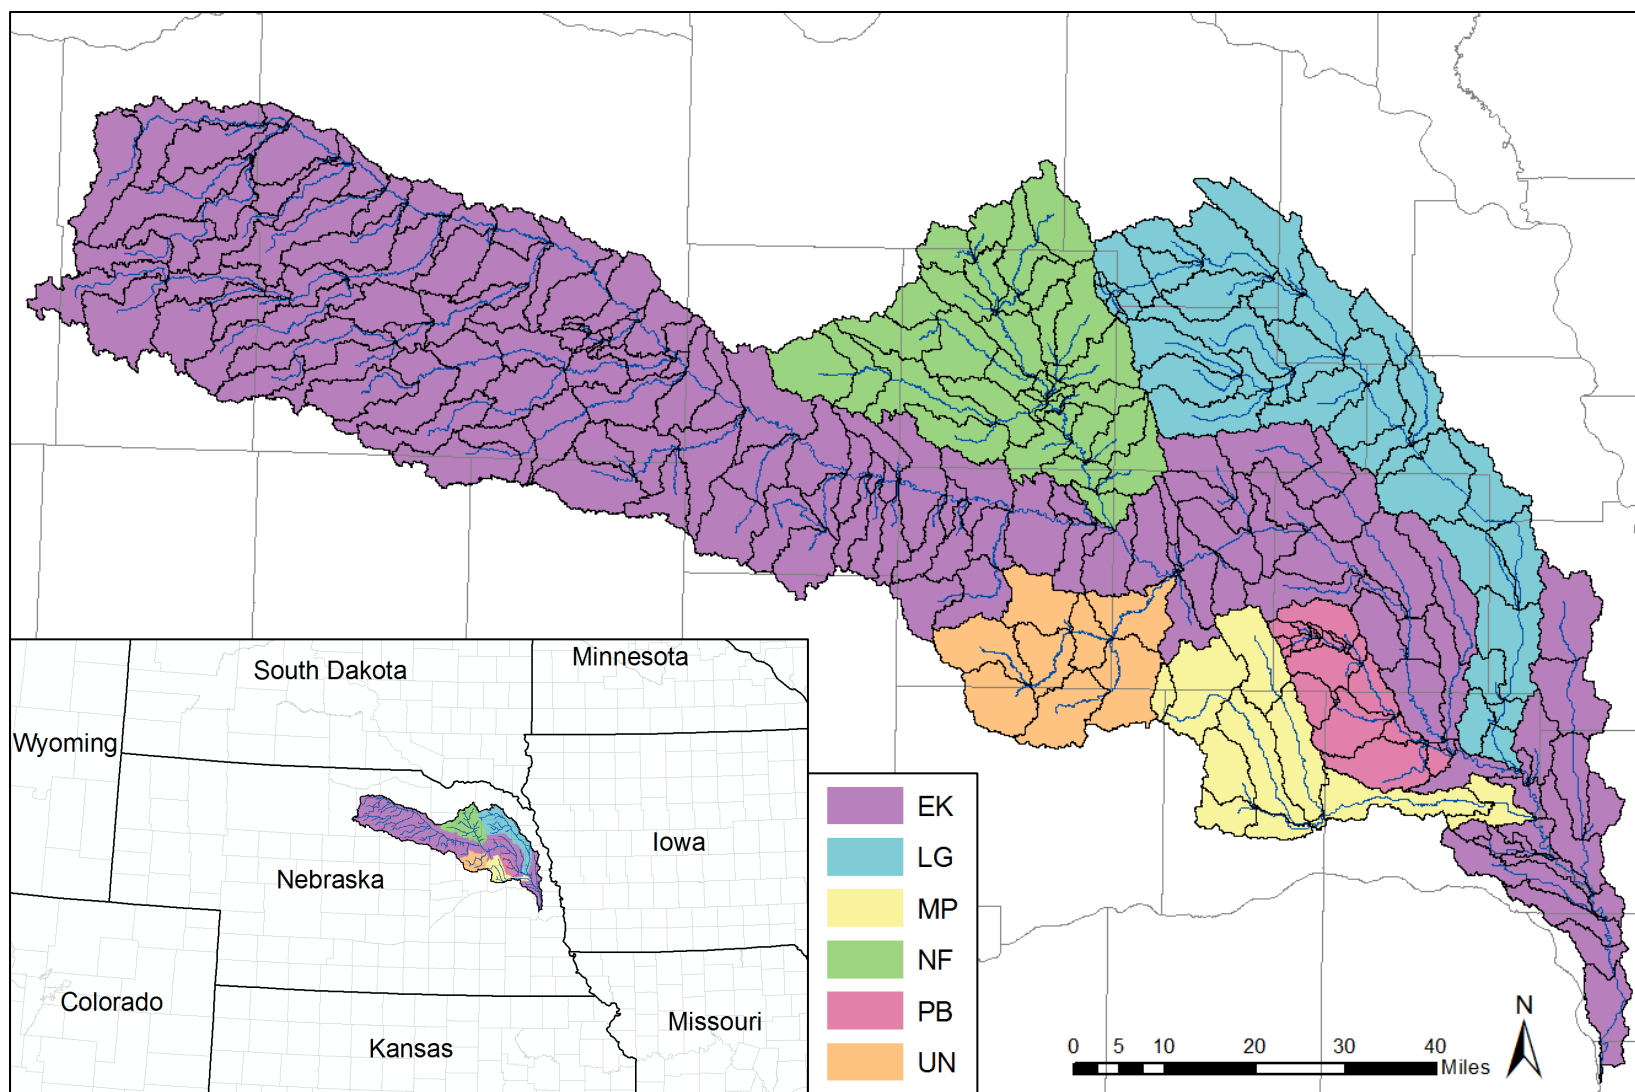 South Dakota
Minnesota
Wyoming
Iowa
Nebraska
Colorado
Missouri
Kansas
EK
LG
MP
NF
PB
UN
N
0 5 10 20 30 40
Miles